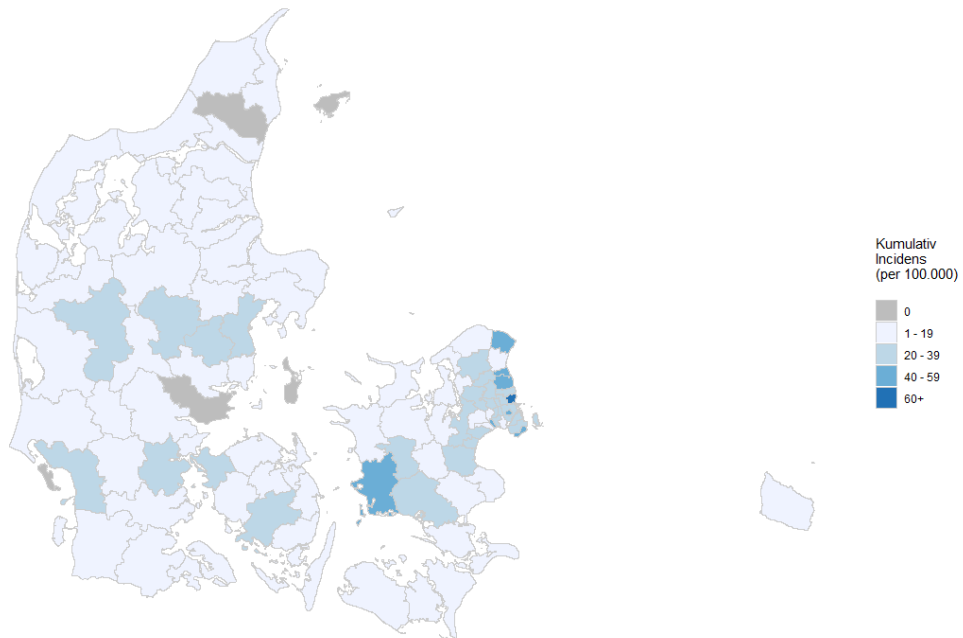 Kumulativ
Incidens
(per 100.000)
0
1 - 19
20 - 39
40 - 59
60+